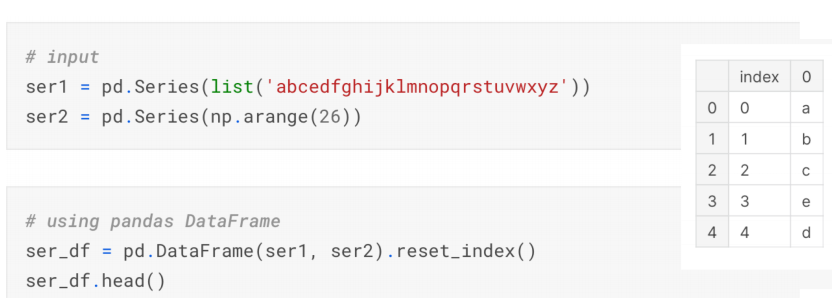 # input
ser1 = pd.Series(list('abcedfghijklmnopqrstuvwxyz'))
ser2 = pd.Series(np.arange(26))
# using pandas DataFrame
ser_df = pd.DataFrame(ser1, ser2).reset_index()
ser_df.head()
index 0
0 0 a
1 1 b
2 2 c
3 3 e
4 4 d